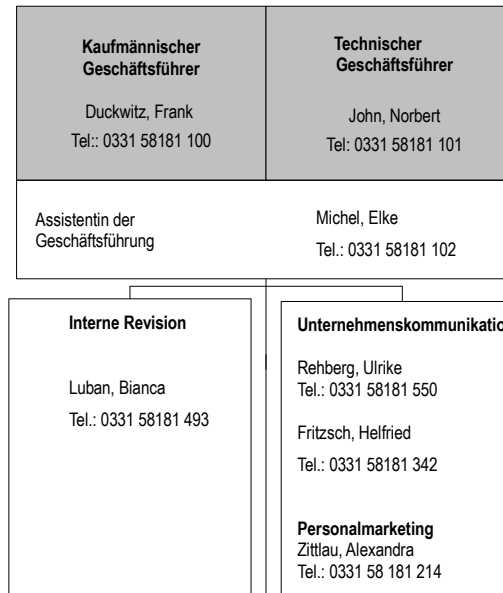 Kaufmännischer
Geschäftsführer
Duckwitz, Frank
Tel:: 0331 58181 100
Technischer
Geschäftsführer
John, Norbert
Tel: 0331 58181 101
Assistentin der
Geschäftsführung
Michel, Elke
Tel.: 0331 58181 102
Interne Revision
Luban, Bianca
Tel.: 0331 58181 493
Unternehmenskommunikatio
Rehberg, Ulrike
Tel.: 0331 58181 550
Fritzsch, Helfried
Tel.: 0331 58181 342
Personalmarketing
Zittlau, Alexandra
Tel.: 0331 58 181 214